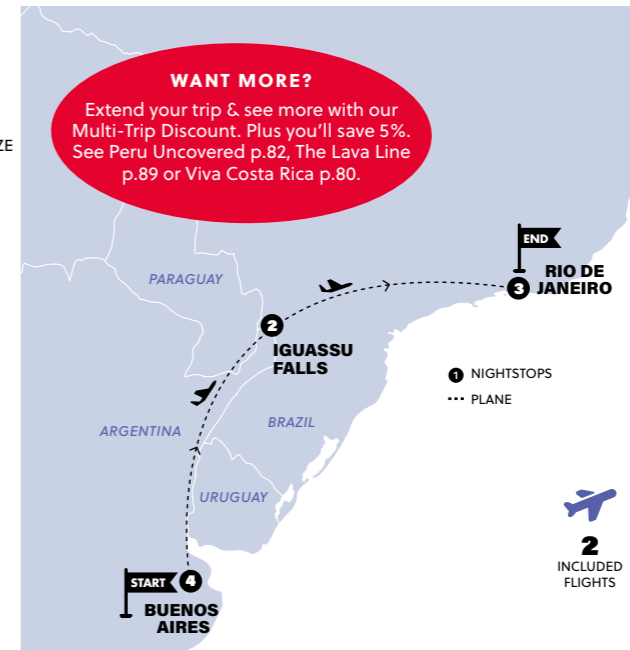 WANT MORE?
Extend your trip & see more with our
Multi-Trip Discount. Plus you'll save 5%.
See Peru Uncovered p.82, The Lava Line
p.89 or Viva Costa Rica p.80.
ZE
END
RIO DE
JANEIRO
3
PARAGUAY
2
IGUASSU
FALLS
1 NIGHTSTOPS
PLANE
ARGENTINA
BRAZIL
URUGUAY
2
INCLUDED
FLIGHTS
START
4
BUENOS
AIRES